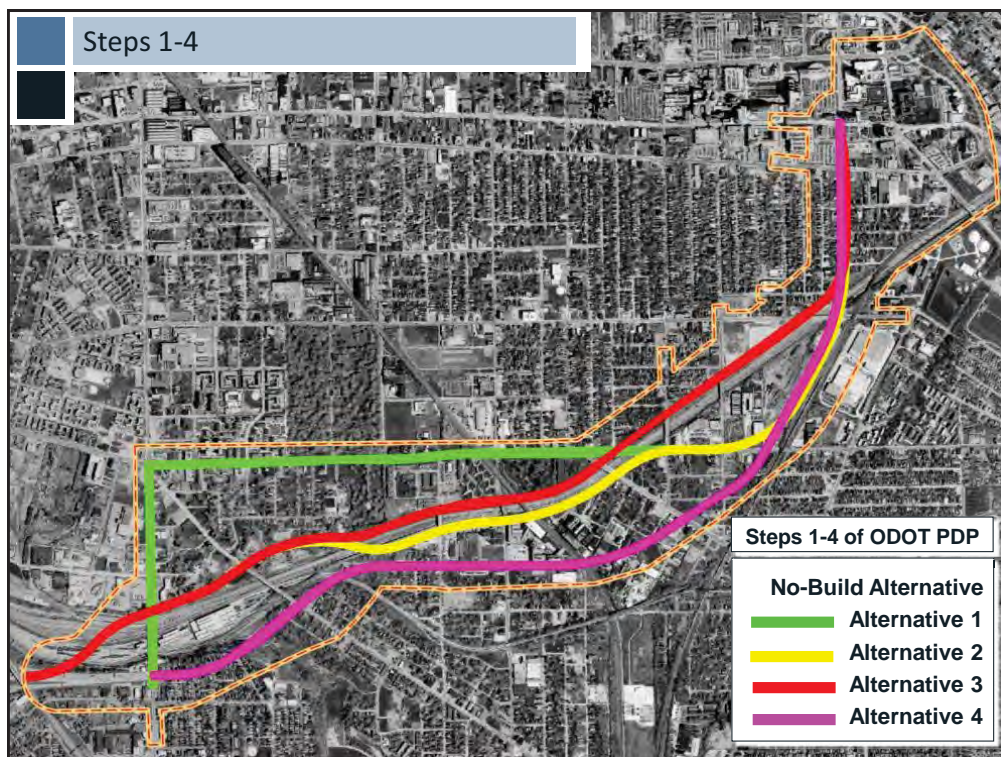 Steps 1-4
Steps 1-4 of ODOT PDP
No-Build Alternative
Alternative 1
Alternative 2
Alternative 3
Alternative 4